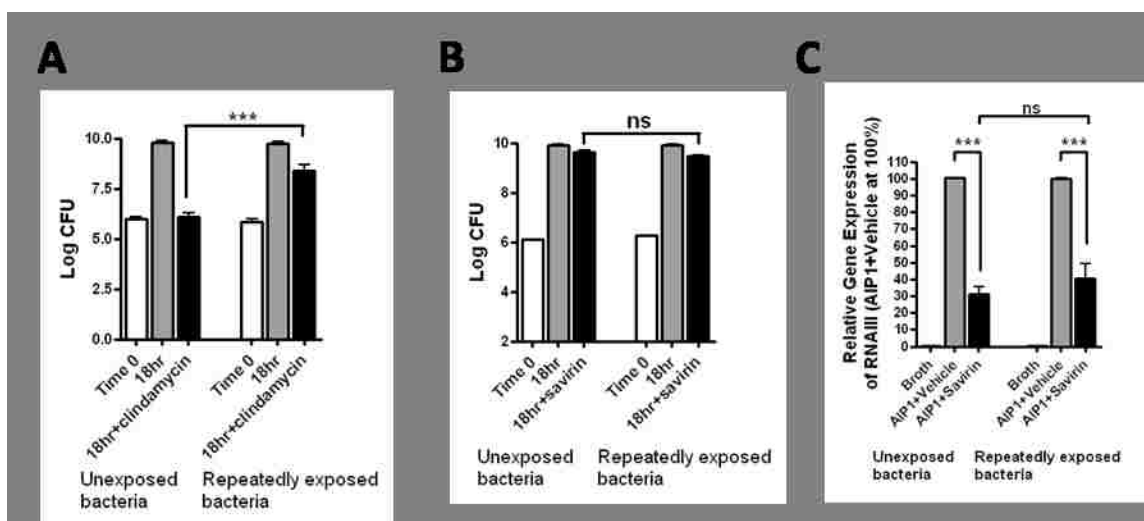 A
***
10.0
7.5
5.0
2.5
0.0
Log CFU
Time 0
18hr
18hr+clindamycin
Time 0
18hr
18hr+clindamycin
Unexposed
bacteria
Repeatedly exposed
bacteria
B
ns
10
8
6
4
2
Log CFU
Time 0
18hr
18hr+savirin
Time 0
18hr
18hr+savirin
Unexposed
bacteria
Repeatedly exposed
bacteria
C
ns
***
***
110
100
90
80
70
60
50
40
30
20
10
0
Relative Gene Expression
of RNAIII (AIP1+Vehicle at 100%)
Broth
AIP1+Vehicle
AIP1+Savirin
Broth
AIP1+Vehicle
AIP1+Savirin
Unexposed
bacteria
Repeatedly exposed
bacteria